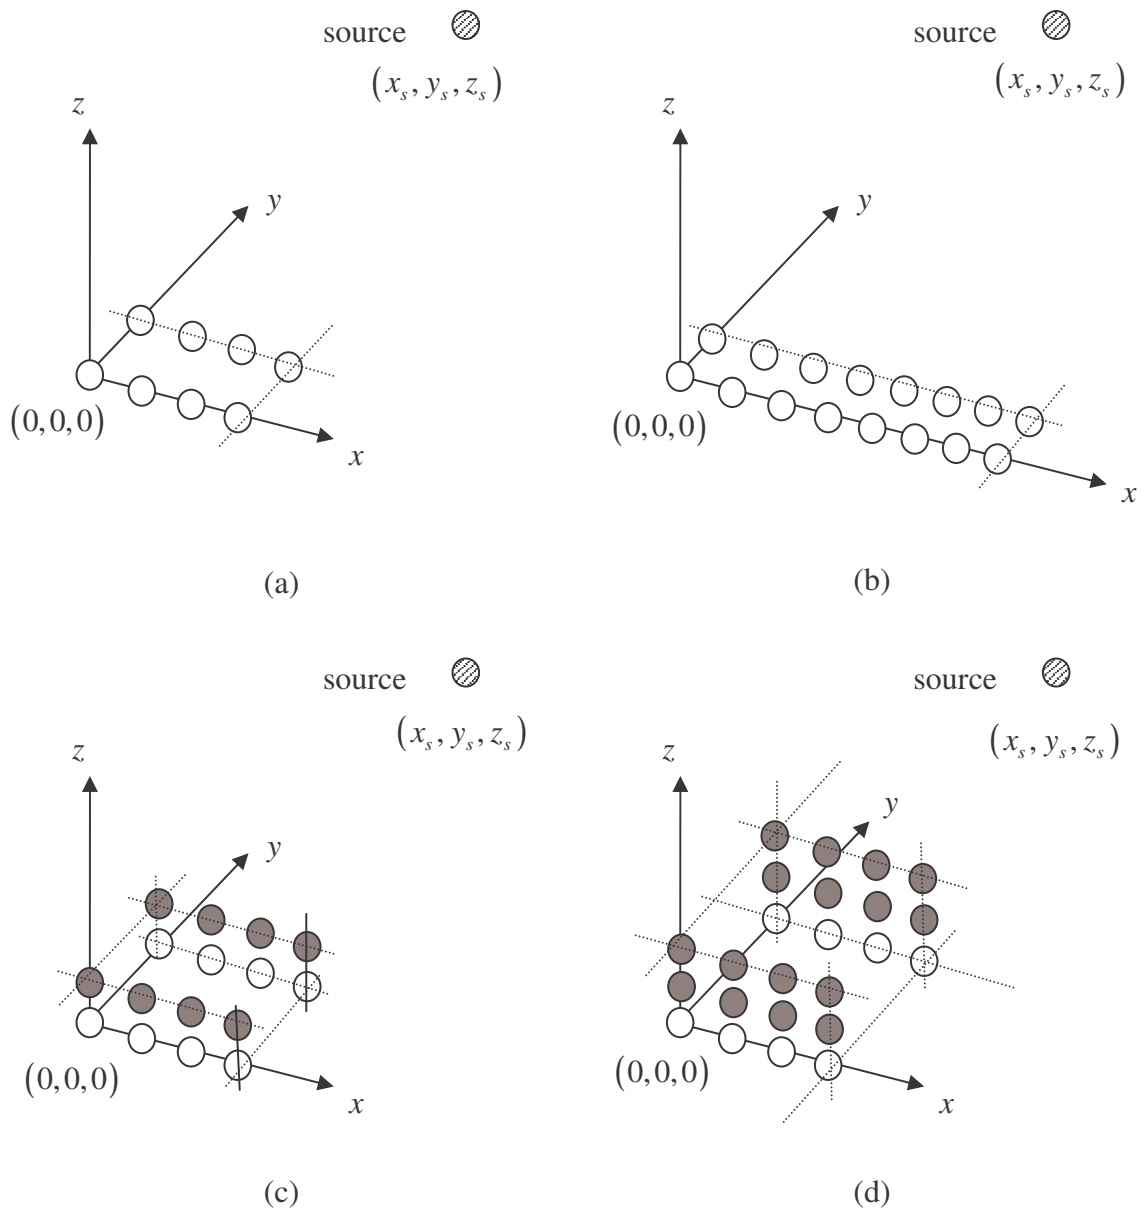 source
source
(x_s, y_s, z_s)
(x_s, y_s, z_s)
z
z
y
y
(0,0,0)
(0,0,0)
x
x
(a)
(b)
source
source
(x_s, y_s, z_s)
(x_s, y_s, z_s)
z
z
y
y
(0,0,0)
(0,0,0)
x
x
(c)
(d)